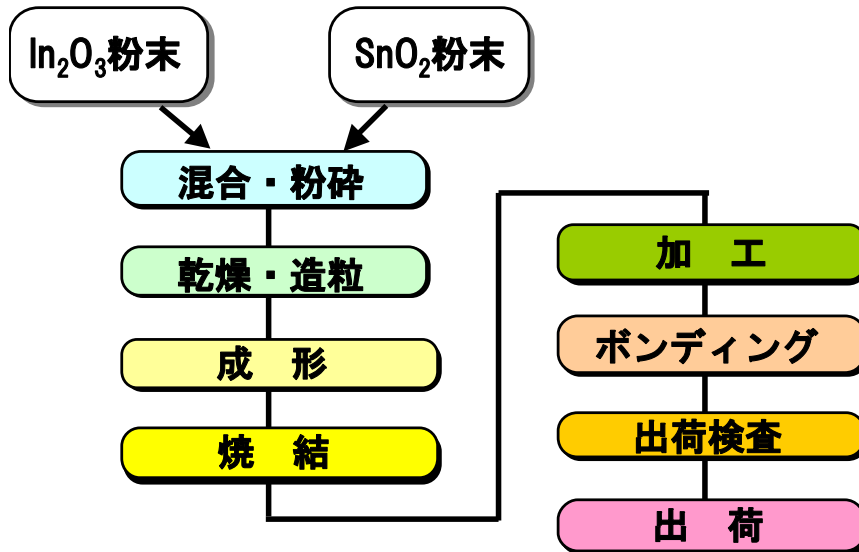 In₂O₃粉末
SnO₂粉末
混合・粉砕
乾燥・造粒
成　形
焼　結
加　工
ボンディング
出荷検査
出　荷